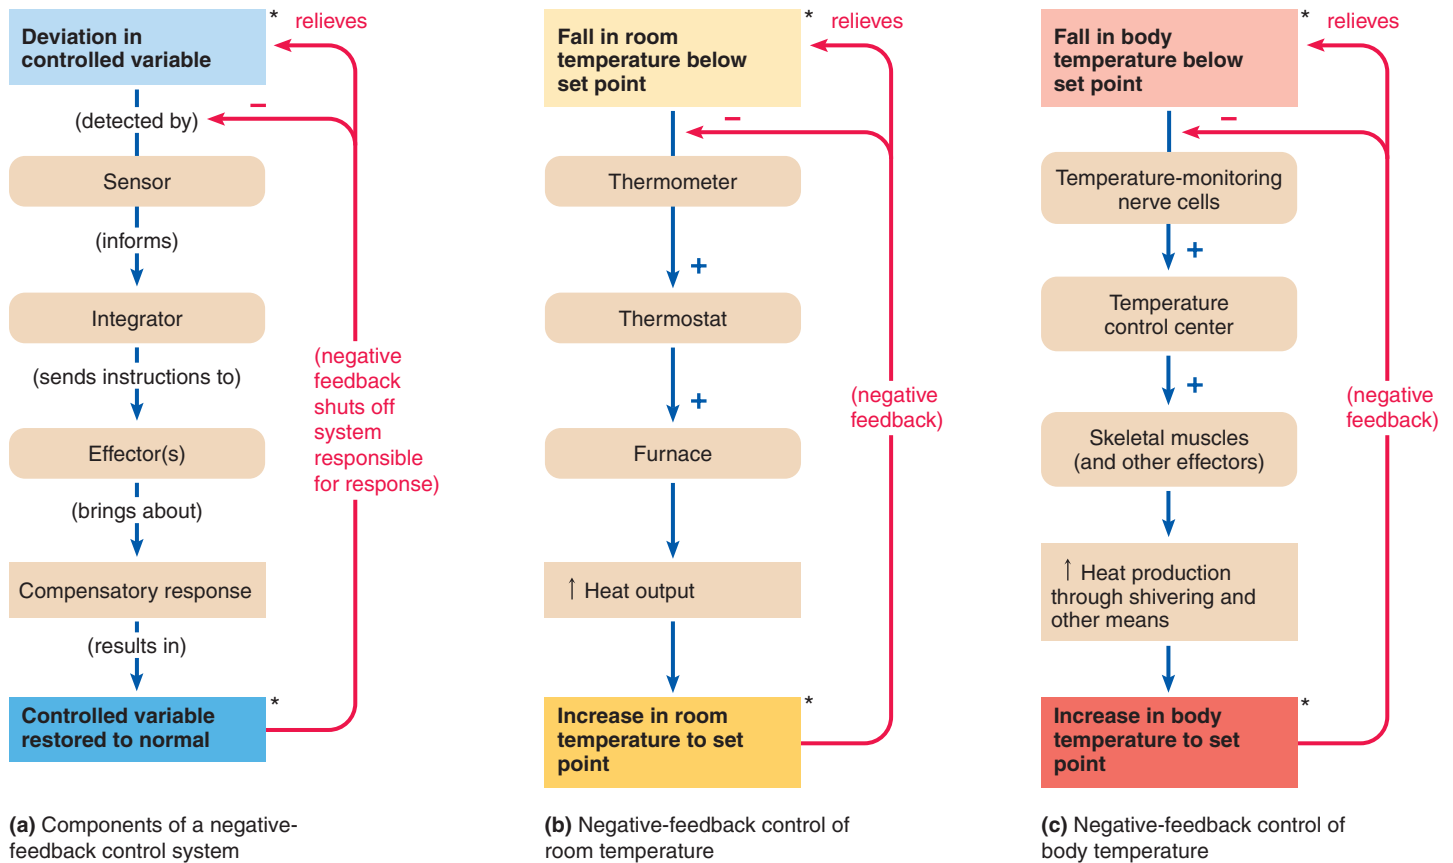 Deviation in
controlled variable
*
relieves
−
(detected by)
Sensor
(informs)
Integrator
(sends instructions to)
Effector(s)
(brings about)
Compensatory response
(results in)
Controlled variable
restored to normal
*
(negative
feedback
shuts off
system
responsible
for response)
(a) Components of a negative-
feedback control system
Fall in room
temperature below
set point
*
relieves
−
Thermometer
+
Thermostat
+
Furnace
↑ Heat output
Increase in room
temperature to set
point
*
(negative
feedback)
(b) Negative-feedback control of
room temperature
Fall in body
temperature below
set point
*
relieves
−
Temperature-monitoring
nerve cells
+
Temperature
control center
+
Skeletal muscles
(and other effectors)
↑ Heat production
through shivering and
other means
Increase in body
temperature to set
point
*
(negative
feedback)
(c) Negative-feedback control of
body temperature